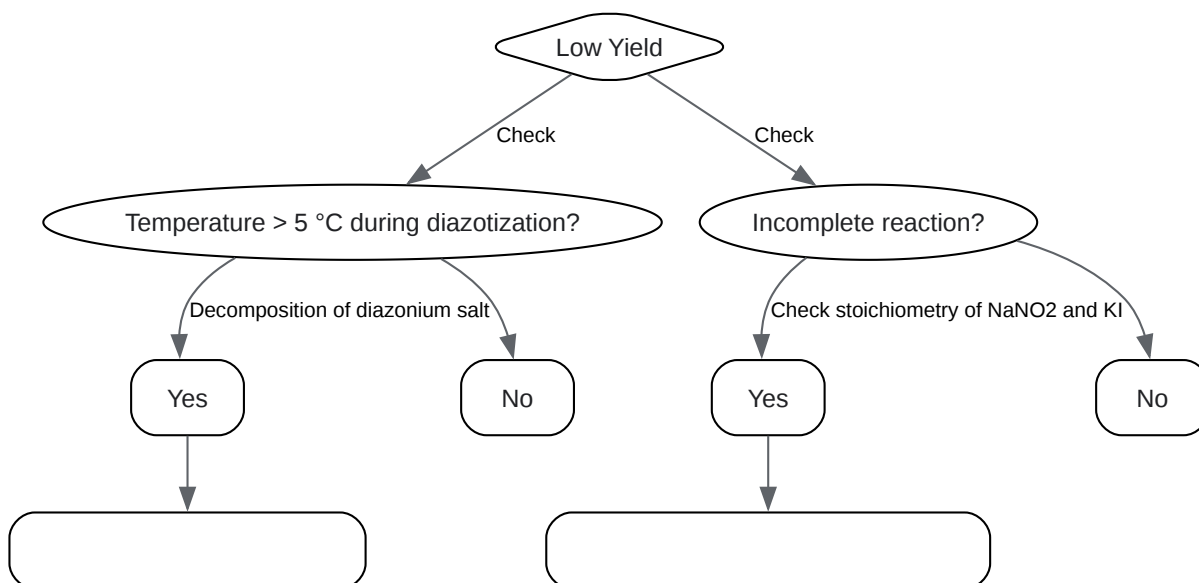 Low Yield
Check
Check
Temperature > 5 °C during diazotization?
Incomplete reaction?
Decomposition of diazonium salt
Check stoichiometry of NaNO2 and KI
Yes
No
Yes
No